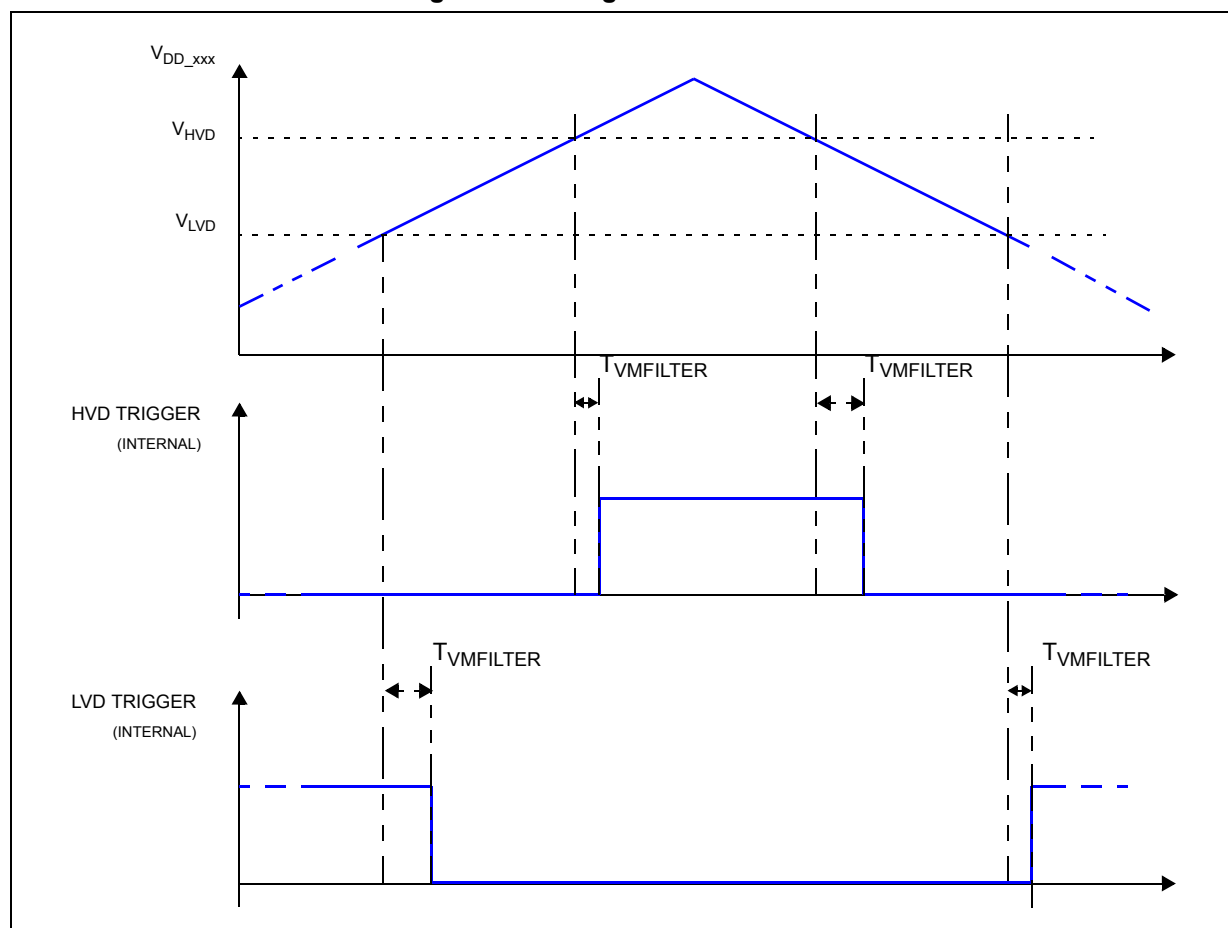 V_DD_xxx
V_HVD
V_LVD
T_VMFILTER T_VMFILTER
HVD TRIGGER
(INTERNAL)
T_VMFILTER T_VMFILTER
LVD TRIGGER
(INTERNAL)